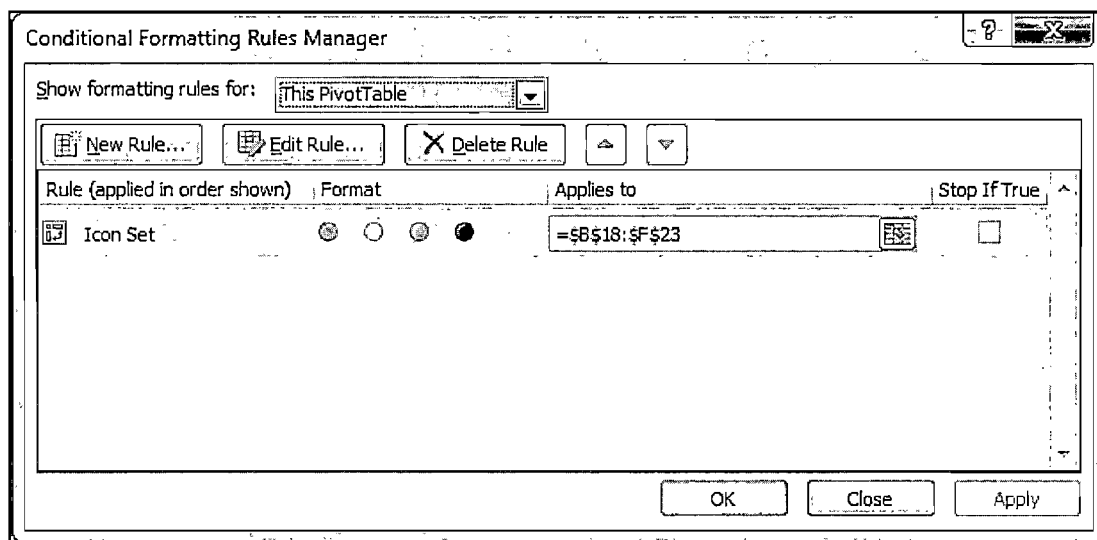 Conditional Formatting Rules Manager
?
Show formatting rules for: This PivotTable
New Rule... Edit Rule... Delete Rule
Rule (applied in order shown) Format Applies to Stop If True
Icon Set =$B$18:$F$23
OK Close Apply